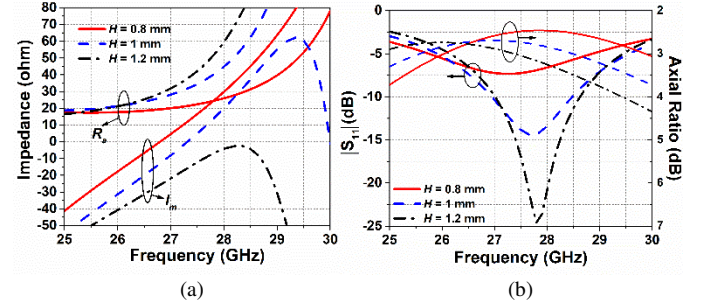 (a)
80
70
60
50
40
30
20
10
0
-10
-20
-30
-40
-50
Impedance (ohm)
H = 0.8 mm
H = 1 mm
H = 1.2 mm
Re
Im
25 26 27 28 29 30
Frequency (GHz)
(a)
(b)
0
-5
-10
-15
-20
-25
|S11| (dB)
2
3
4
5
6
7
Axial Ratio (dB)
H = 0.8 mm
H = 1 mm
H = 1.2 mm
25 26 27 28 29 30
Frequency (GHz)
(b)